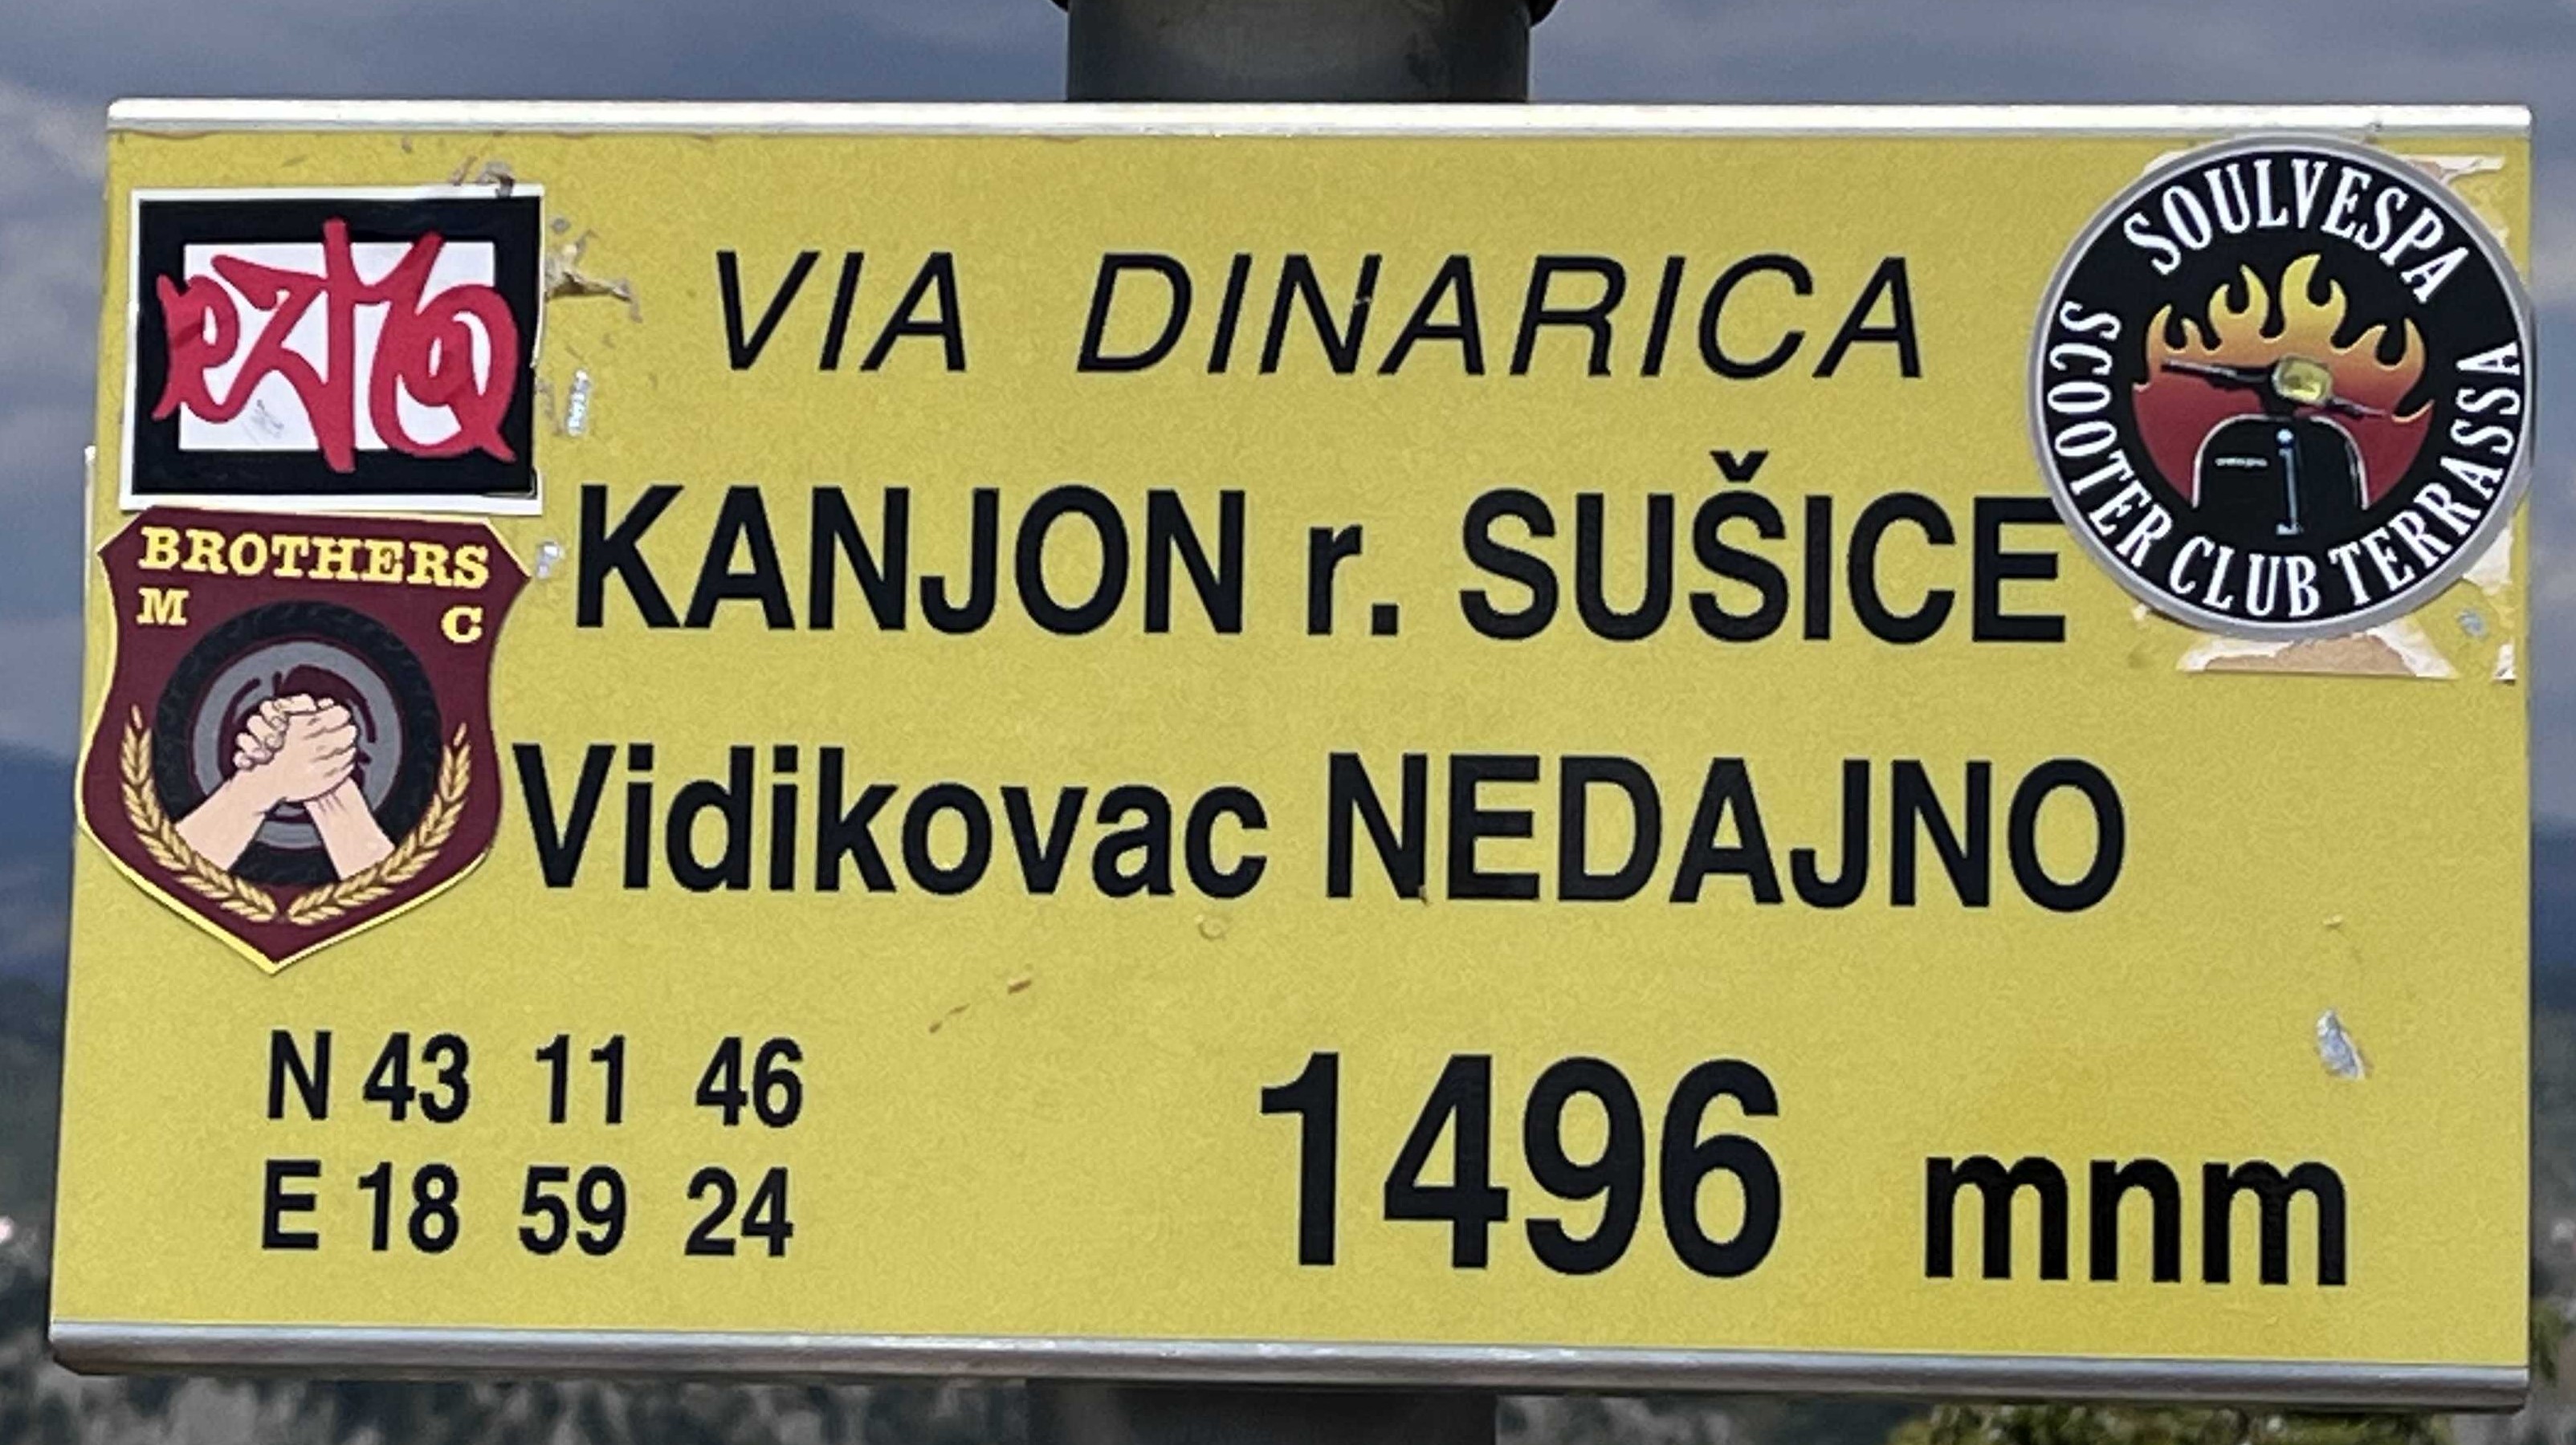 VIA DINARICA
KANJON r. SUŠICE
Vidikovac NEDAJNO
N 43 11 46
E 18 59 24
1496 mnm
BROTHERS
M C
SOULVESPA
SCOOTER CLUB TERRASSA